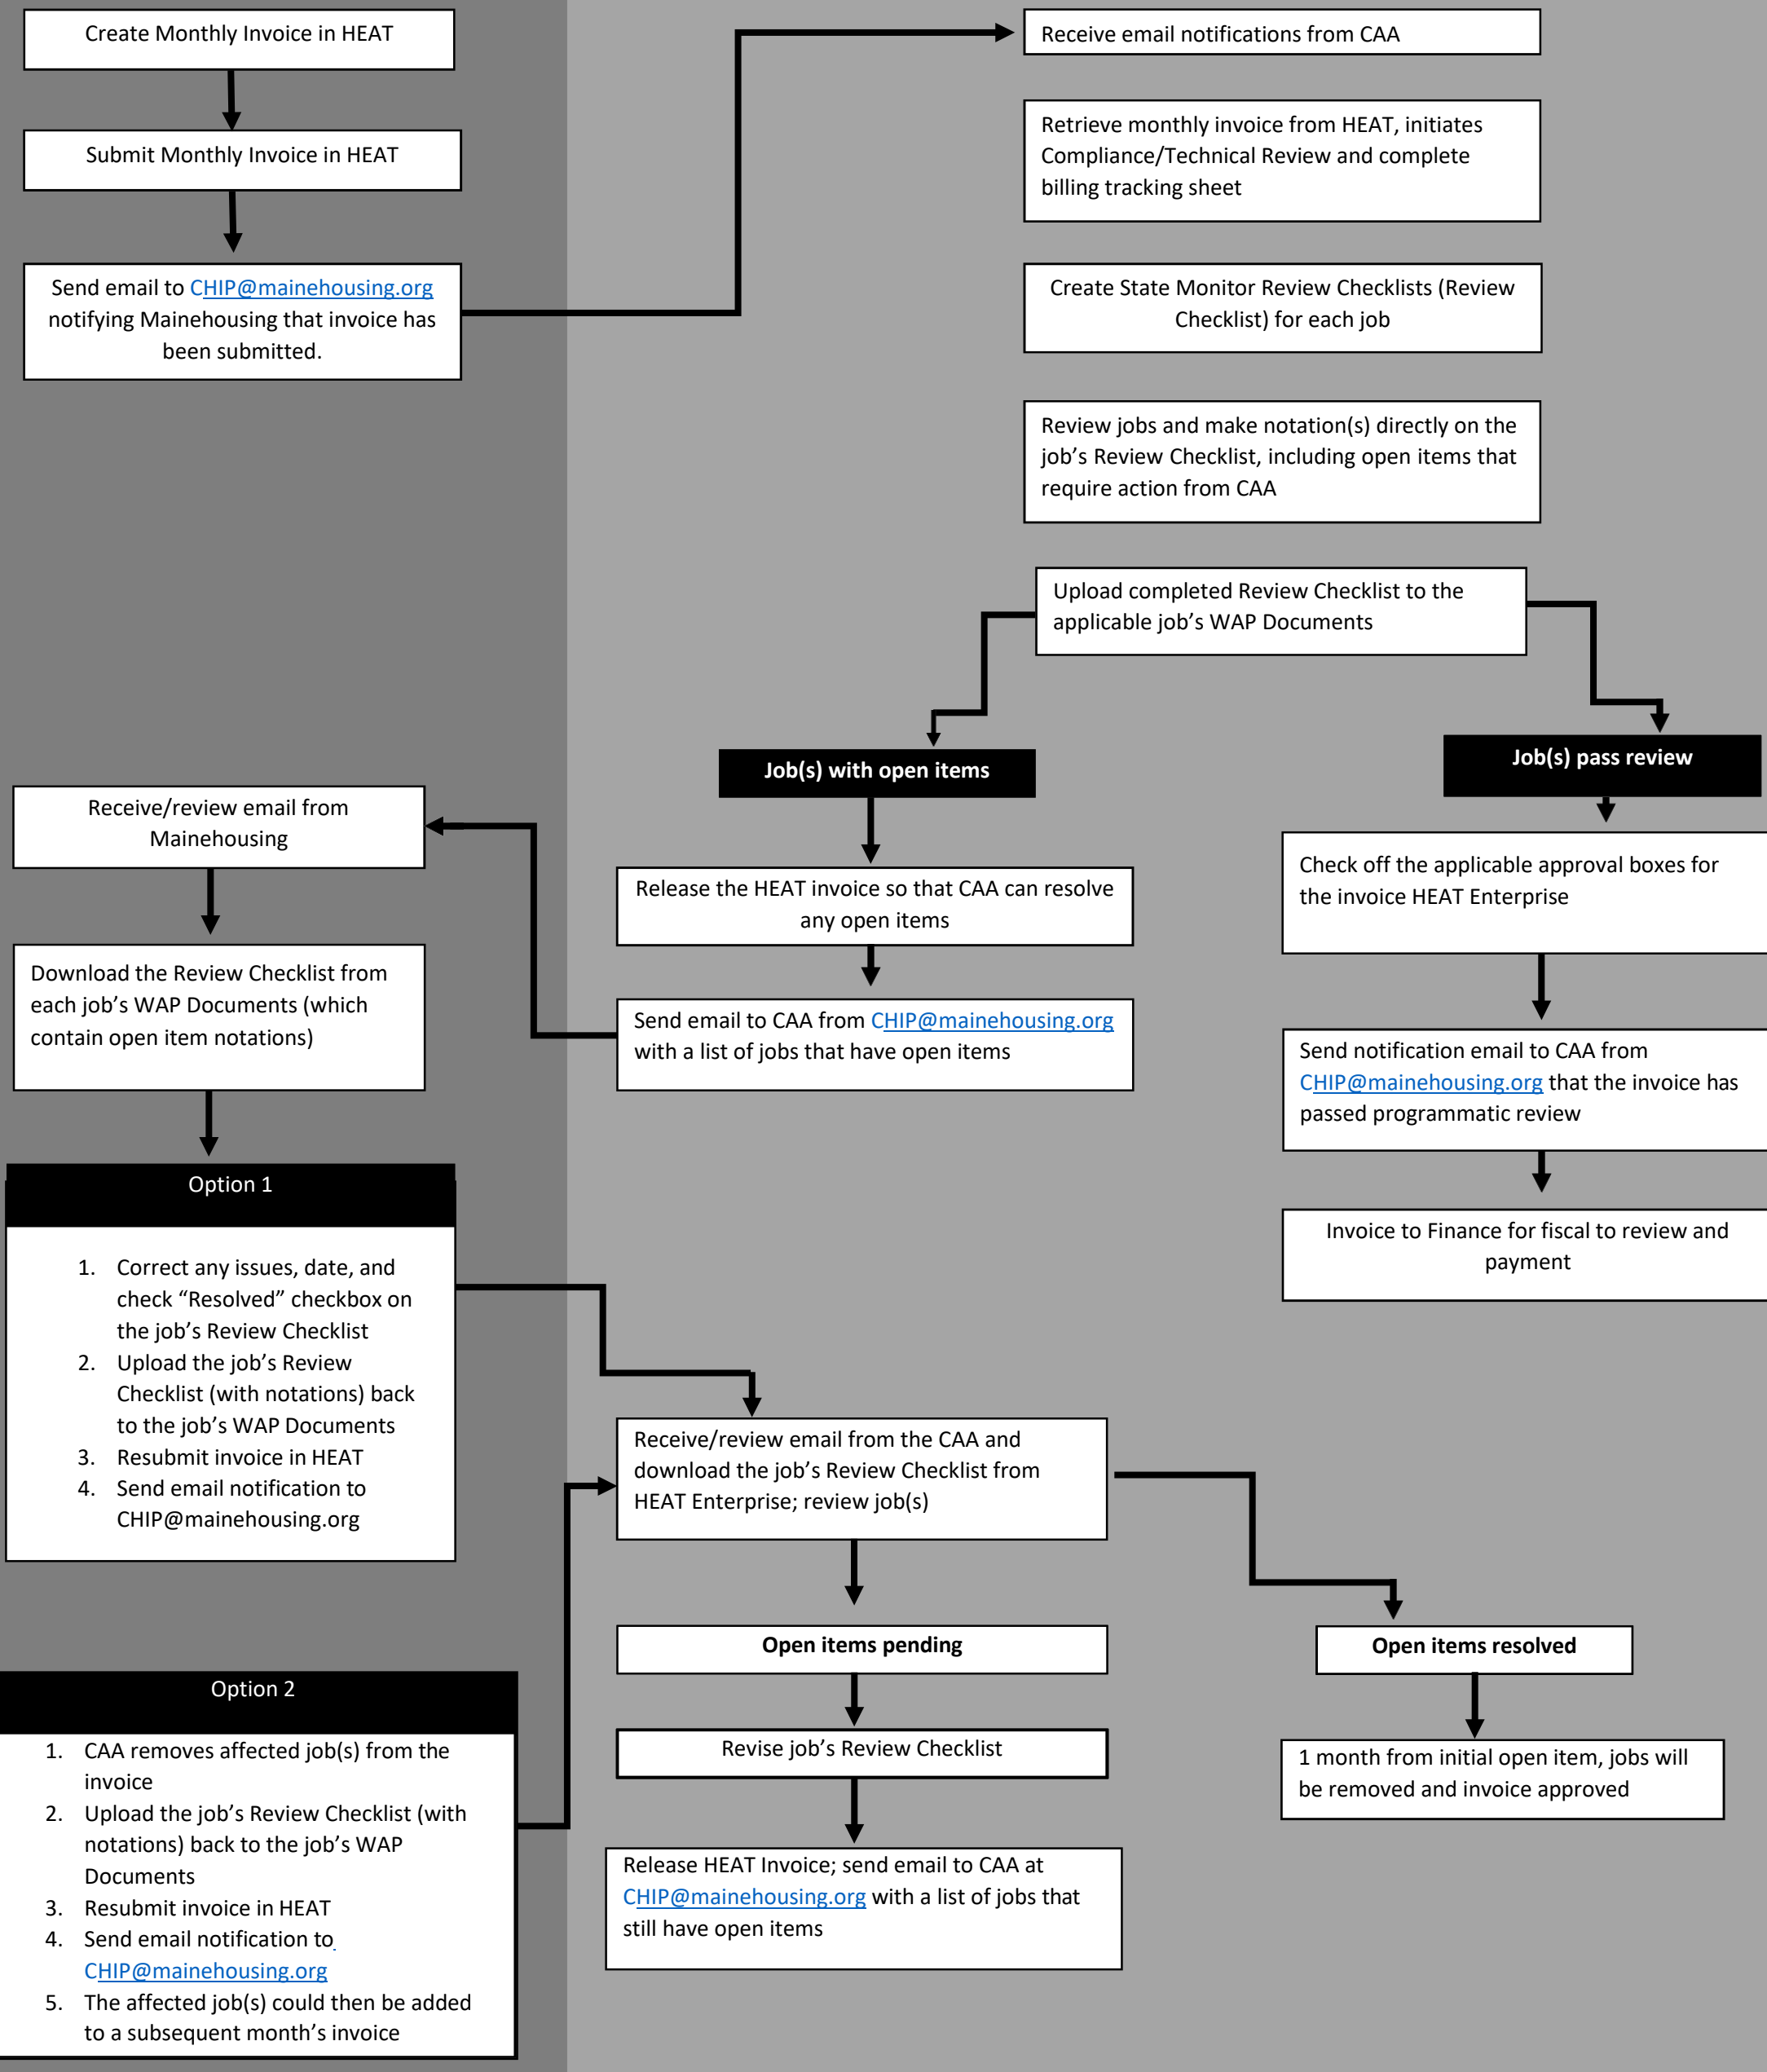 Create Monthly Invoice in HEAT
Submit Monthly Invoice in HEAT
Send email to CHIP@mainehousing.org
notifying Mainehousing that invoice has
been submitted.
Receive email notifications from CAA
Retrieve monthly invoice from HEAT, initiates
Compliance/Technical Review and complete
billing tracking sheet
Create State Monitor Review Checklists (Review
Checklist) for each job
Review jobs and make notation(s) directly on the
job’s Review Checklist, including open items that
require action from CAA
Upload completed Review Checklist to the
applicable job’s WAP Documents
Job(s) with open items
Release the HEAT invoice so that CAA can resolve
any open items
Send email to CAA from CHIP@mainehousing.org
with a list of jobs that have open items
Job(s) pass review
Check off the applicable approval boxes for
the invoice HEAT Enterprise
Send notification email to CAA from
CHIP@mainehousing.org that the invoice has
passed programmatic review
Invoice to Finance for fiscal to review and
payment
Receive/review email from
Mainehousing
Download the Review Checklist from
each job’s WAP Documents (which
contain open item notations)
Option 1
1. Correct any issues, date, and
check “Resolved” checkbox on
the job’s Review Checklist
2. Upload the job’s Review
Checklist (with notations) back
to the job’s WAP Documents
3. Resubmit invoice in HEAT
4. Send email notification to
CHIP@mainehousing.org
Option 2
1. CAA removes affected job(s) from the
invoice
2. Upload the job’s Review Checklist (with
notations) back to the job’s WAP
Documents
3. Resubmit invoice in HEAT
4. Send email notification to
CHIP@mainehousing.org
5. The affected job(s) could then be added
to a subsequent month’s invoice
Receive/review email from the CAA and
download the job’s Review Checklist from
HEAT Enterprise; review job(s)
Open items pending
Revise job’s Review Checklist
Release HEAT Invoice; send email to CAA at
CHIP@mainehousing.org with a list of jobs that
still have open items
Open items resolved
1 month from initial open item, jobs will
be removed and invoice approved